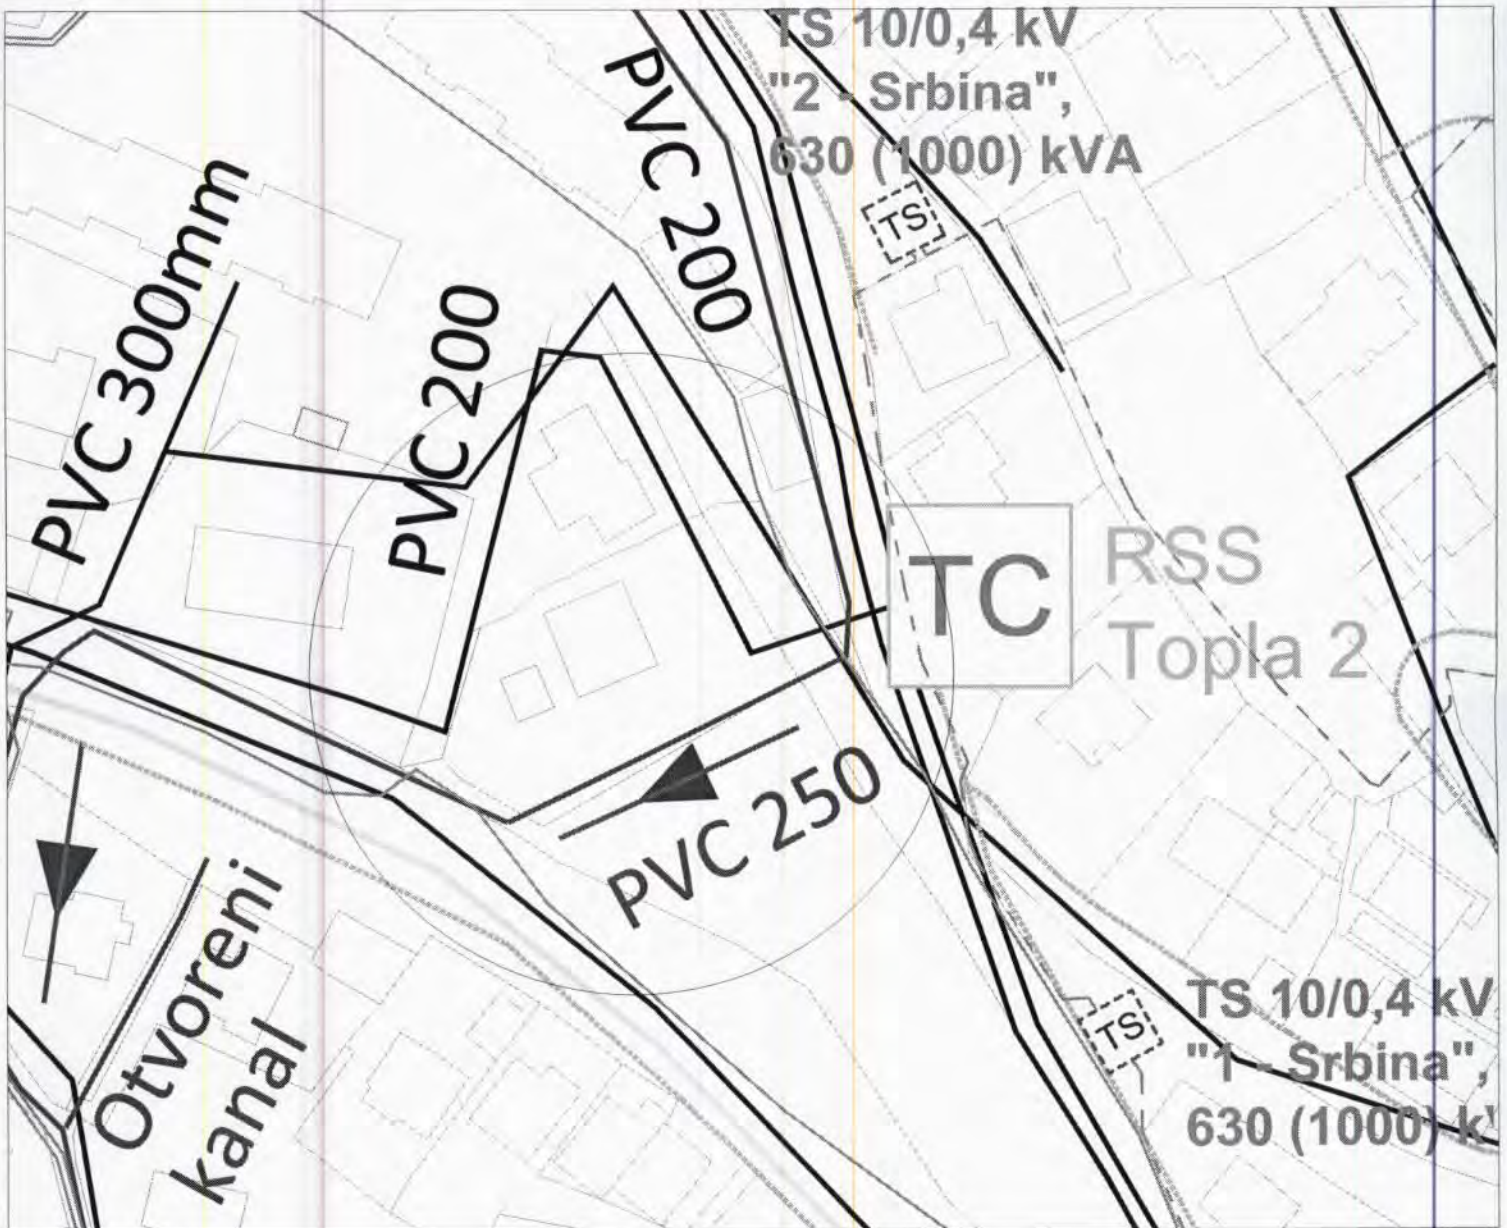 TS 10/0,4 kV
"2 - Srbina",
630 (1000) kVA
TS
PVC 200
PVC 300mm
PVC 200
TC
RSS
Topla 2
PVC 250
Otvoreni
kanal
TS
TS 10/0,4 kV
"1 - Srbina",
630 (1000) k